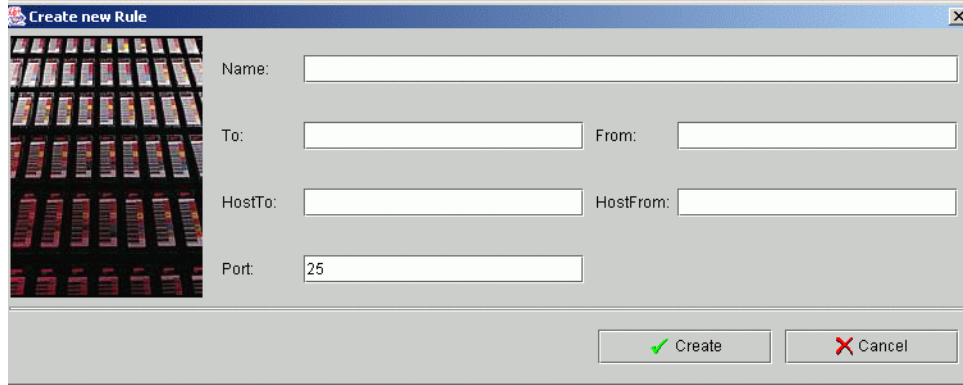 Create new Rule
Name:
To: From:
HostTo: HostFrom:
Port: 25
Create Cancel